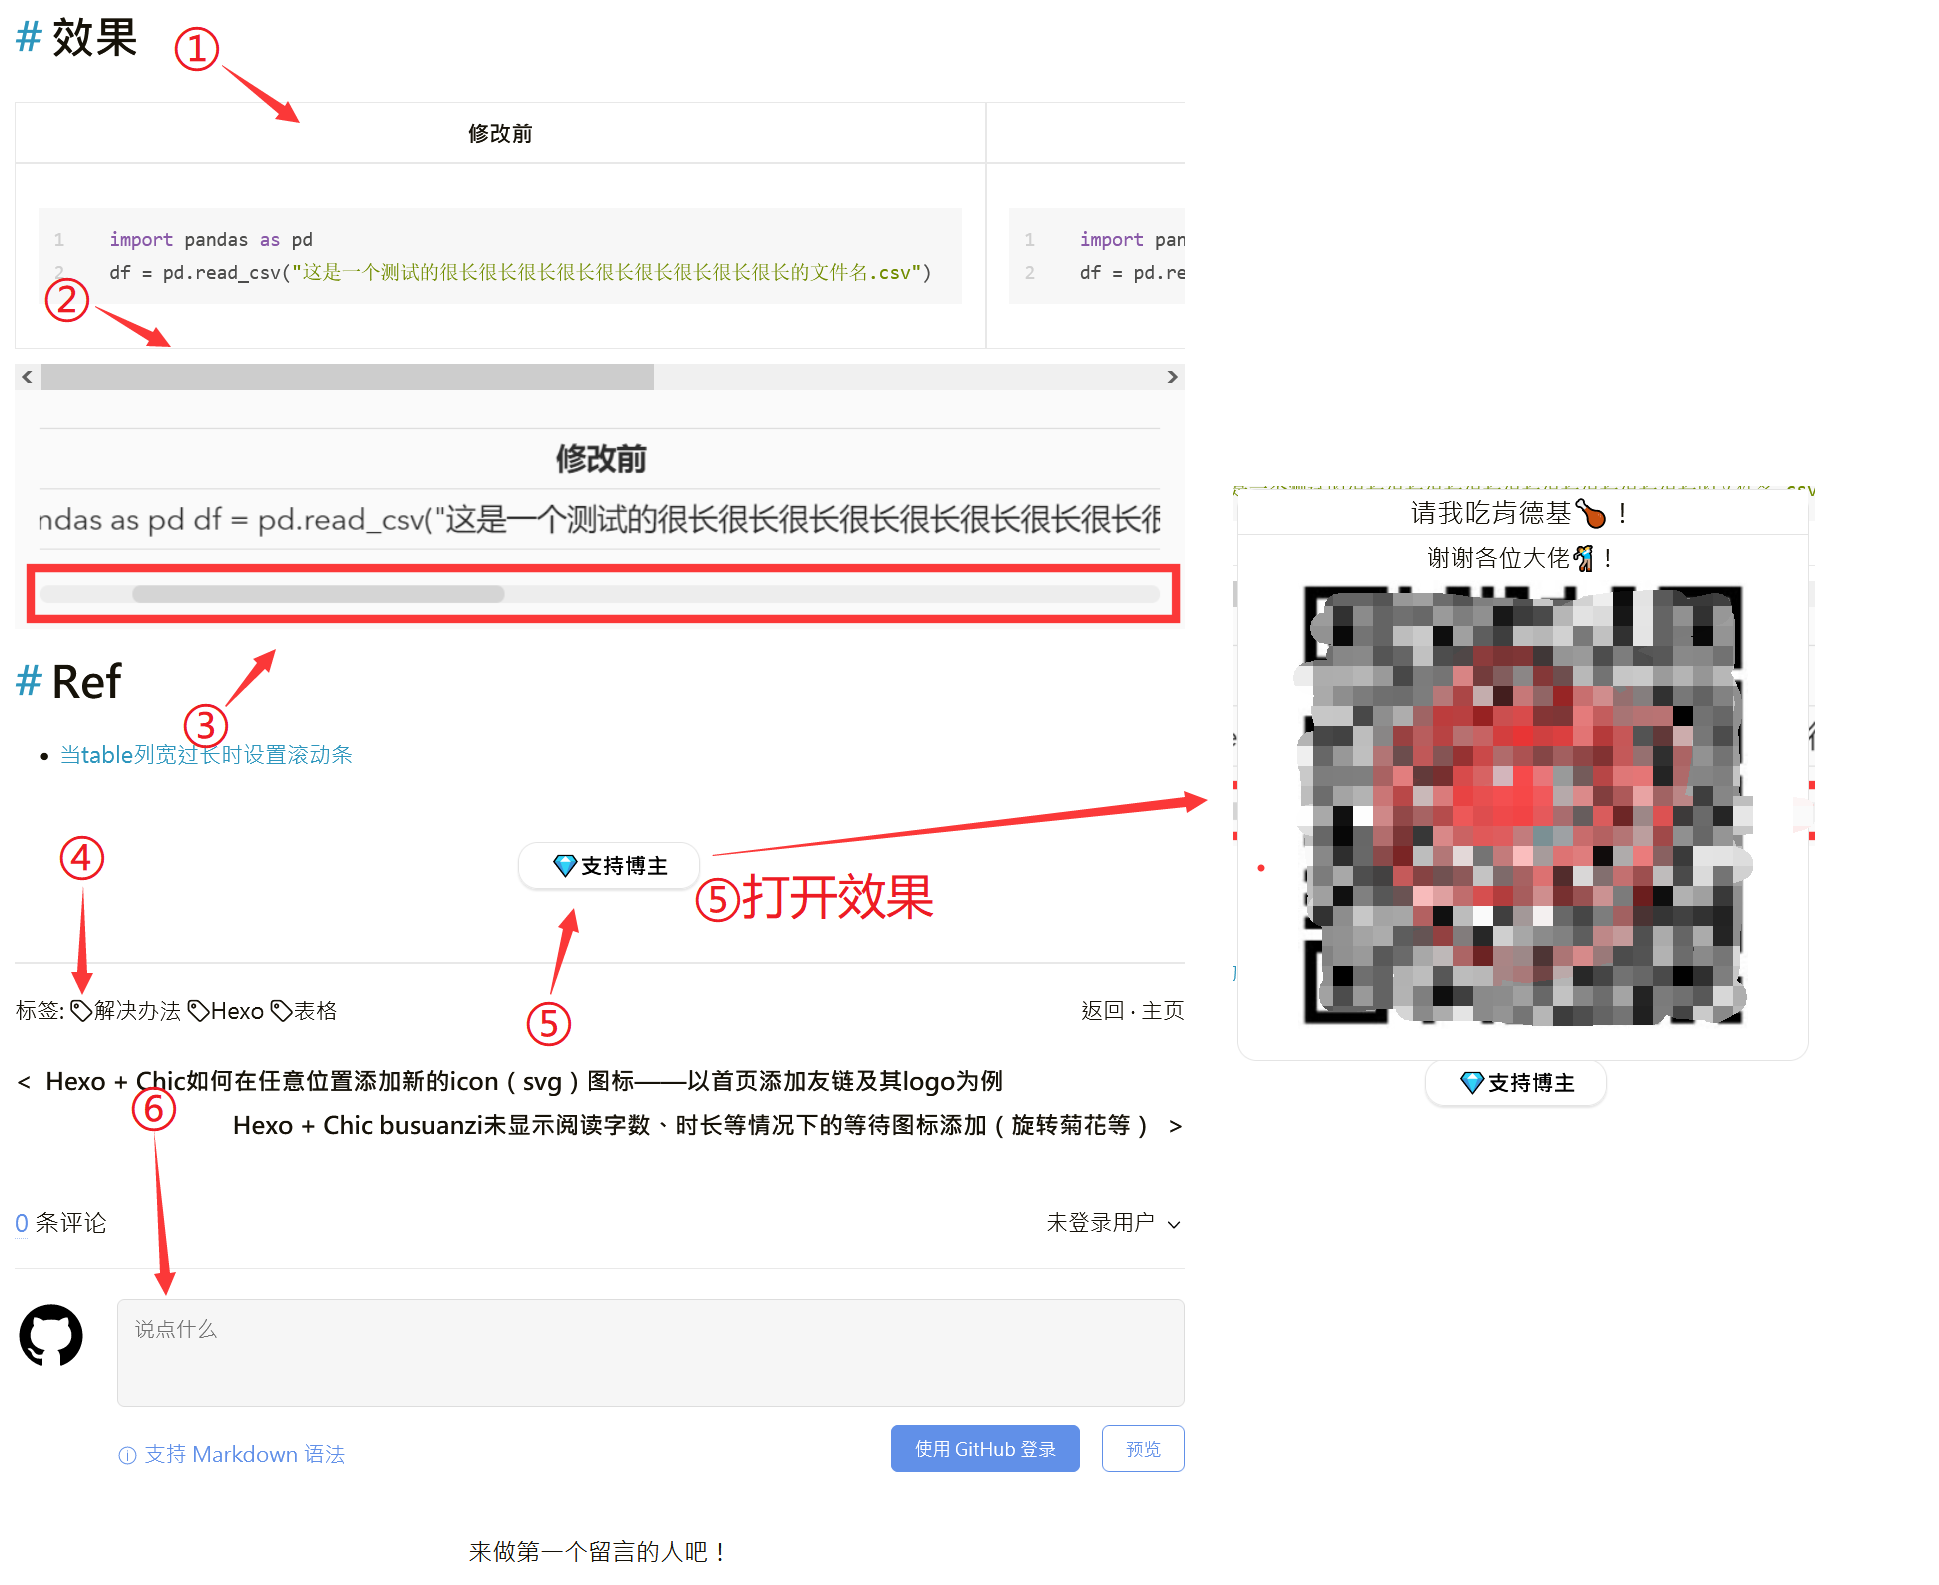 # 效果
①
修改前
1 import pandas as pd
2 df = pd.read_csv("这是一个测试的很长很长很长很长很长很长很长很长很长的文件名.csv")
1 import pan
2 df = pd.re
②
修改前
ndas as pd df = pd.read_csv("这是一个测试的很长很长很长很长很长很长很长很长很
# Ref
③
当table列宽过长时设置滚动条
④
支持博主
⑤打开效果
⑤
标签: 解决办法 Hexo 表格
返回 · 主页
< Hexo + Chic如何在任意位置添加新的icon（svg）图标——以首页添加友链及其logo为例
⑥
Hexo + Chic busuanzi未显示阅读字数、时长等情况下的等待图标添加（旋转菊花等） >
0 条评论
未登录用户
说点什么
支持 Markdown 语法
使用 GitHub 登录
预览
来做第一个留言的人吧！
请我吃肯德基🍗！
谢谢各位大佬！
支持博主